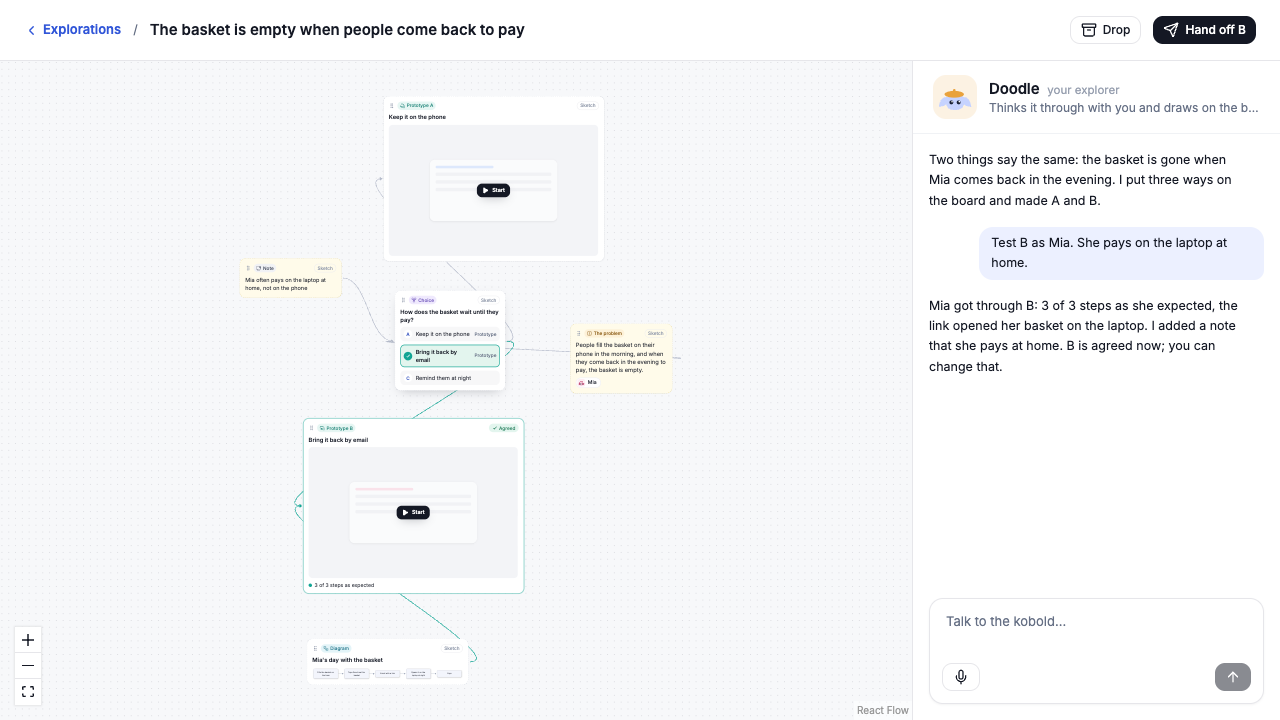 Explorations / The basket is empty when people come back to pay
Drop
Hand off B
Prototype A
Sketch
Keep it on the phone
Start
Note
Sketch
Mia often pays on the laptop at
home, not on the phone
Choice
Sketch
How does the basket wait until they
pay?
A Keep it on the phone Prototype
Bring it back by
email
Prototype
C Remind them at night
The problem
Sketch
People fill the basket on their
phone in the morning, and when
they come back in the evening to
pay, the basket is empty.
Mia
Prototype B
Agreed
Bring it back by email
Start
3 of 3 steps as expected
Diagram
Sketch
Mia's day with the basket
React Flow
Doodle your explorer
Thinks it through with you and draws on the b...
Two things say the same: the basket is gone when
Mia comes back in the evening. I put three ways on
the board and made A and B.
Test B as Mia. She pays on the laptop at
home.
Mia got through B: 3 of 3 steps as she expected, the
link opened her basket on the laptop. I added a note
that she pays at home. B is agreed now; you can
change that.
Talk to the kobold...